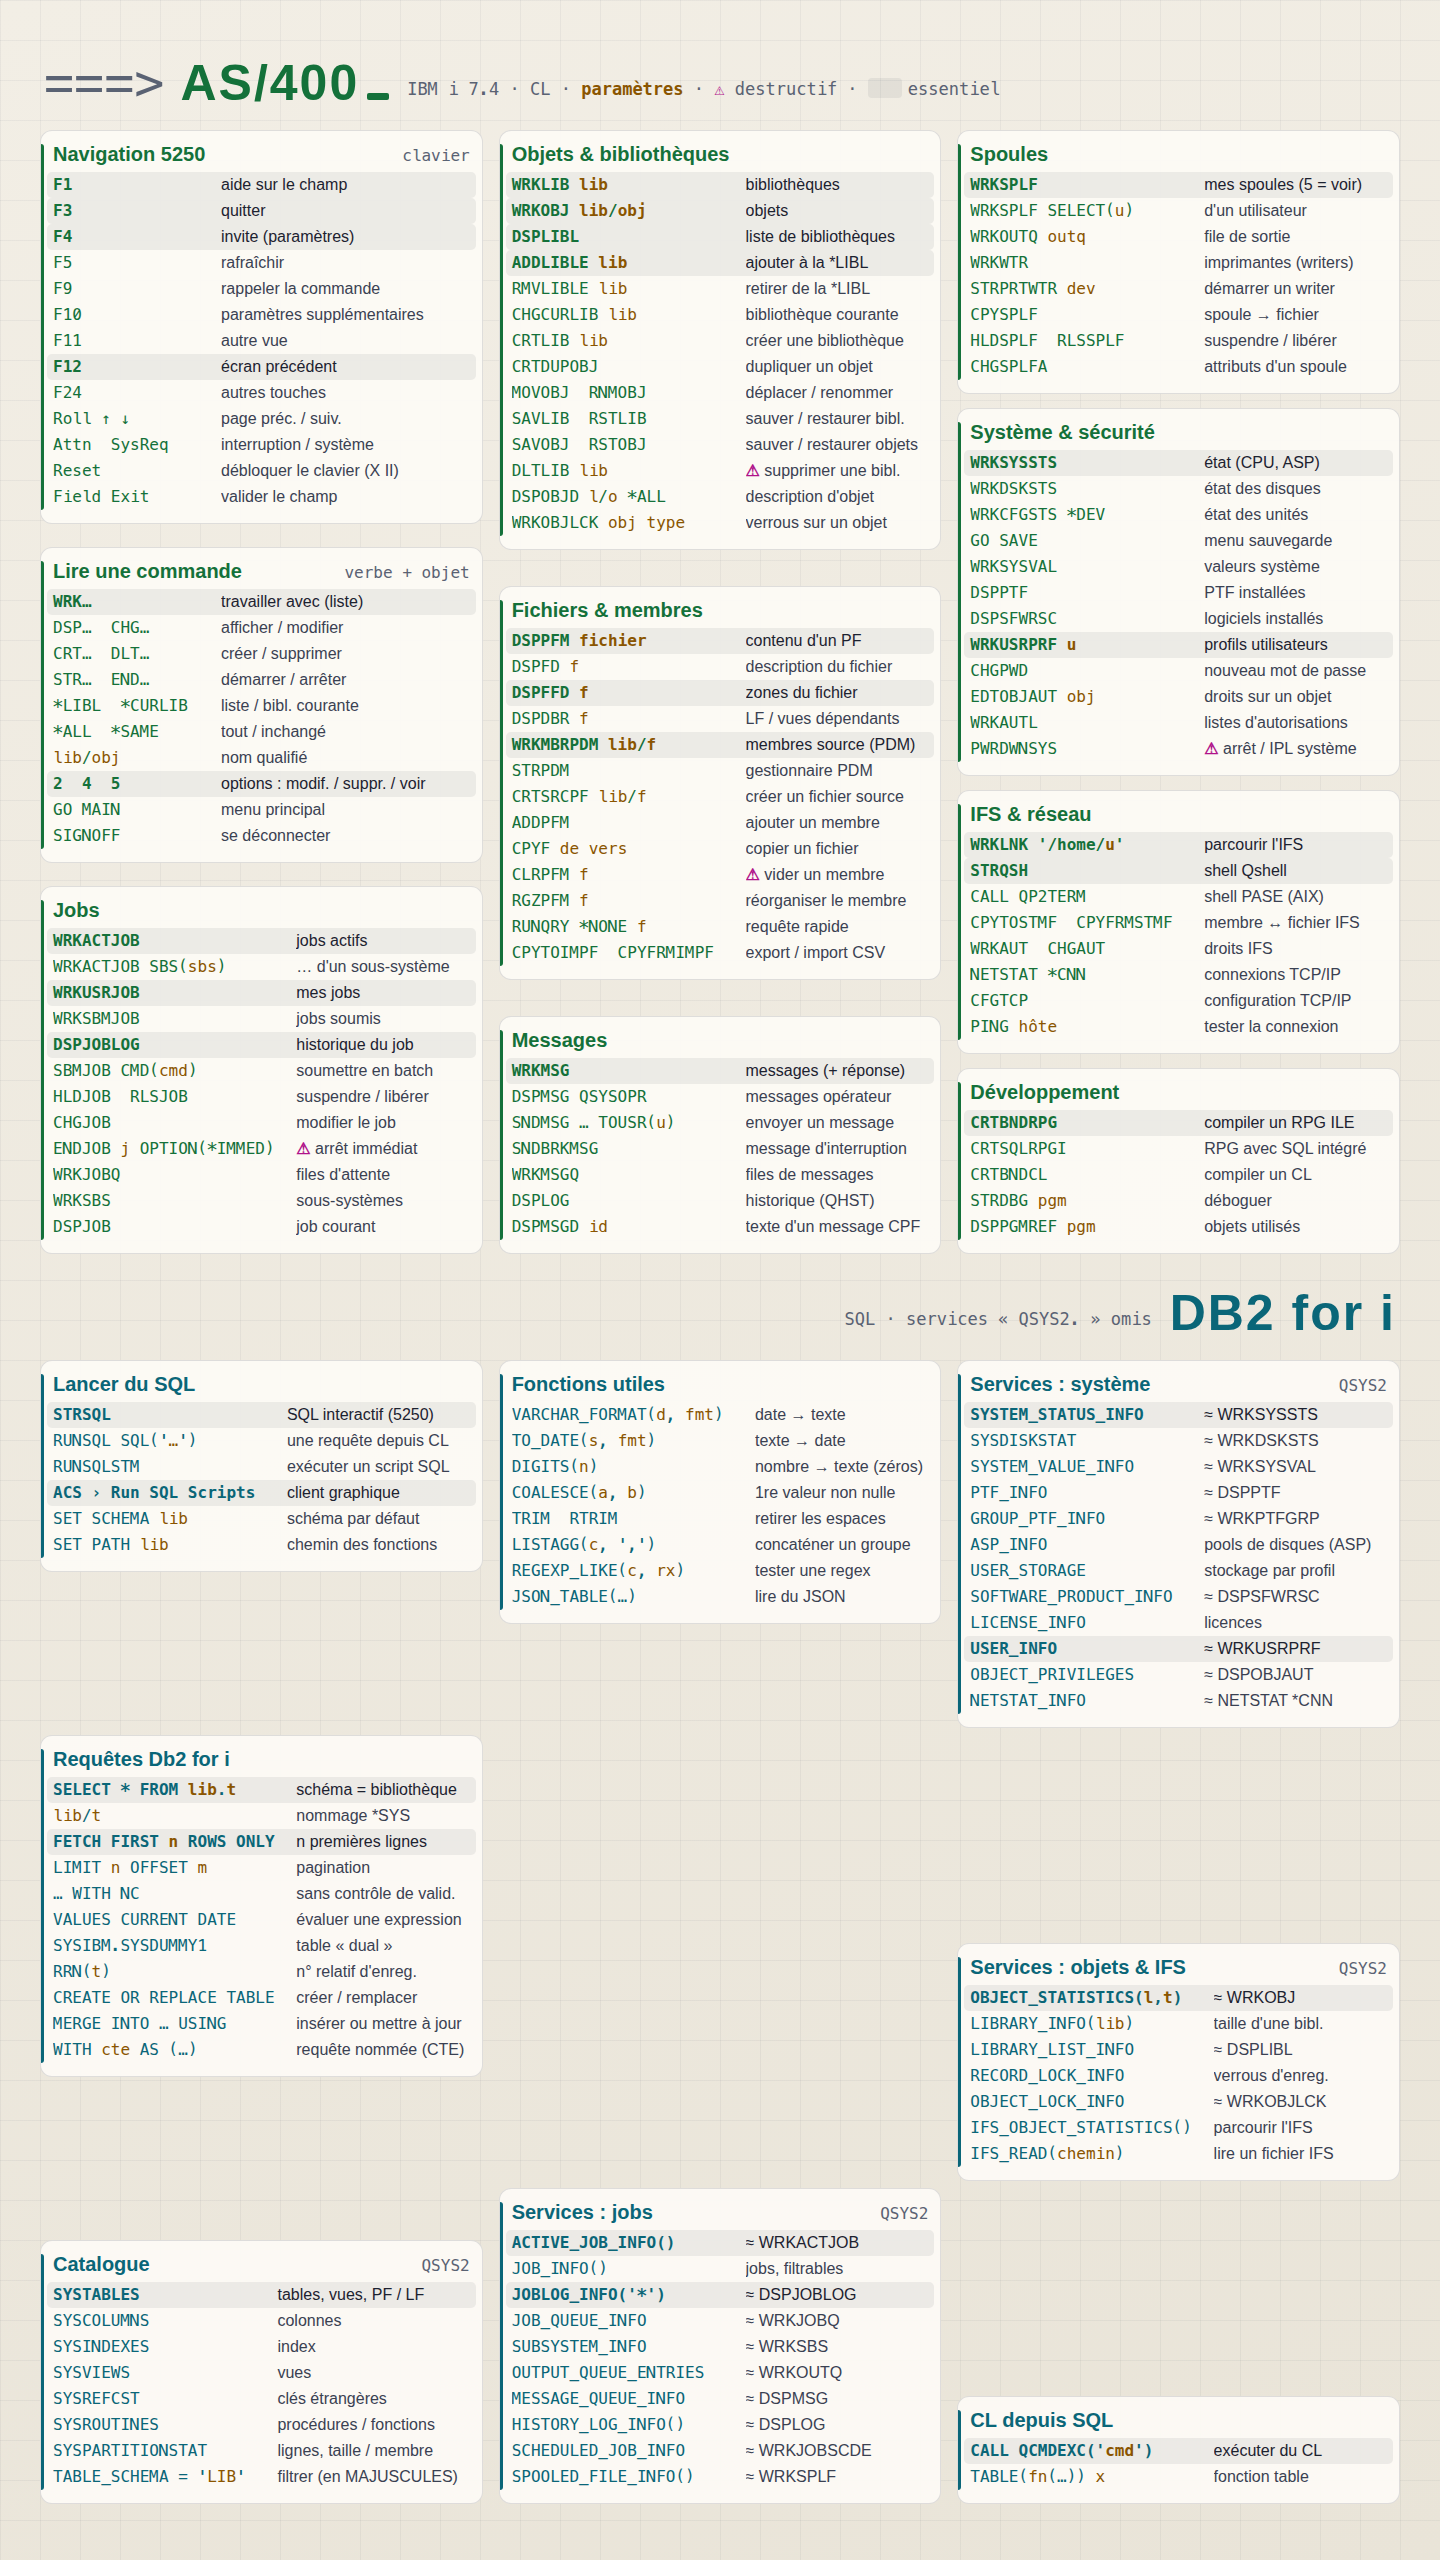 ===> AS/400_ IBM i 7.4 · CL · paramètres · ⚠ destructif · essentiel
Navigation 5250 clavier
F1 aide sur le champ
F3 quitter
F4 invite (paramètres)
F5 rafraîchir
F9 rappeler la commande
F10 paramètres supplémentaires
F11 autre vue
F12 écran précédent
F24 autres touches
Roll ↑ ↓ page préc. / suiv.
Attn SysReq interruption / système
Reset débloquer le clavier (X II)
Field Exit valider le champ
Lire une commande verbe + objet
WRK… travailler avec (liste)
DSP… CHG… afficher / modifier
CRT… DLT… créer / supprimer
STR… END… démarrer / arrêter
*LIBL *CURLIB liste / bibl. courante
*ALL *SAME tout / inchangé
lib/obj nom qualifié
2 4 5 options : modif. / suppr. / voir
GO MAIN menu principal
SIGNOFF se déconnecter
Jobs
WRKACTJOB jobs actifs
WRKACTJOB SBS(sbs) … d'un sous-système
WRKUSRJOB mes jobs
WRKSBMJOB jobs soumis
DSPJOBLOG historique du job
SBMJOB CMD(cmd) soumettre en batch
HLDJOB RLSJOB suspendre / libérer
CHGJOB modifier le job
ENDJOB j OPTION(*IMMED) ⚠ arrêt immédiat
WRKJOBQ files d'attente
WRKSBS sous-systèmes
DSPJOB job courant
Objets & bibliothèques
WRKLIB lib bibliothèques
WRKOBJ lib/obj objets
DSPLIBL liste de bibliothèques
ADDLIBLE lib ajouter à la *LIBL
RMVLIBLE lib retirer de la *LIBL
CHGCURLIB lib bibliothèque courante
CRTLIB lib créer une bibliothèque
CRTDUPOBJ dupliquer un objet
MOVOBJ RNMOBJ déplacer / renommer
SAVLIB RSTLIB sauver / restaurer bibl.
SAVOBJ RSTOBJ sauver / restaurer objets
DLTLIB lib ⚠ supprimer une bibl.
DSPOBJD l/o *ALL description d'objet
WRKOBJLCK obj type verrous sur un objet
Fichiers & membres
DSPPFM fichier contenu d'un PF
DSPFD f description du fichier
DSPFFD f zones du fichier
DSPDBR f LF / vues dépendants
WRKMBRPDM lib/f membres source (PDM)
STRPDM gestionnaire PDM
CRTSRCPF lib/f créer un fichier source
ADDPFM ajouter un membre
CPYF de vers copier un fichier
CLRPFM f ⚠ vider un membre
RGZPFM f réorganiser le membre
RUNQRY *NONE f requête rapide
CPYTOIMPF CPYFRMIMPF export / import CSV
Messages
WRKMSG messages (+ réponse)
DSPMSG QSYSOPR messages opérateur
SNDMSG … TOUSR(u) envoyer un message
SNDBRKMSG message d'interruption
WRKMSGQ files de messages
DSPLOG historique (QHST)
DSPMSGD id texte d'un message CPF
Spoules
WRKSPLF mes spoules (5 = voir)
WRKSPLF SELECT(u) d'un utilisateur
WRKOUTQ outq file de sortie
WRKWTR imprimantes (writers)
STRPRTWTR dev démarrer un writer
CPYSPLF spoule → fichier
HLDSPLF RLSSPLF suspendre / libérer
CHGSPLFA attributs d'un spoule
Système & sécurité
WRKSYSSTS état (CPU, ASP)
WRKDSKSTS état des disques
WRKCFGSTS *DEV état des unités
GO SAVE menu sauvegarde
WRKSYSVAL valeurs système
DSPPTF PTF installées
DSPSFWRSC logiciels installés
WRKUSRPRF u profils utilisateurs
CHGPWD nouveau mot de passe
EDTOBJAUT obj droits sur un objet
WRKAUTL listes d'autorisations
PWRDWNSYS ⚠ arrêt / IPL système
IFS & réseau
WRKLNK '/home/u' parcourir l'IFS
STRQSH shell Qshell
CALL QP2TERM shell PASE (AIX)
CPYTOSTMF CPYFRMSTMF membre ↔ fichier IFS
WRKAUT CHGAUT droits IFS
NETSTAT *CNN connexions TCP/IP
CFGTCP configuration TCP/IP
PING hôte tester la connexion
Développement
CRTBNDRPG compiler un RPG ILE
CRTSQLRPGI RPG avec SQL intégré
CRTBNDCL compiler un CL
STRDBG pgm déboguer
DSPPGMREF pgm objets utilisés
SQL · services « QSYS2. » omis DB2 for i
Lancer du SQL
STRSQL SQL interactif (5250)
RUNSQL SQL('…') une requête depuis CL
RUNSQLSTM exécuter un script SQL
ACS › Run SQL Scripts client graphique
SET SCHEMA lib schéma par défaut
SET PATH lib chemin des fonctions
Requêtes Db2 for i
SELECT * FROM lib.t schéma = bibliothèque
lib/t nommage *SYS
FETCH FIRST n ROWS ONLY n premières lignes
LIMIT n OFFSET m pagination
… WITH NC sans contrôle de valid.
VALUES CURRENT DATE évaluer une expression
SYSIBM.SYSDUMMY1 table « dual »
RRN(t) n° relatif d'enreg.
CREATE OR REPLACE TABLE créer / remplacer
MERGE INTO … USING insérer ou mettre à jour
WITH cte AS (…) requête nommée (CTE)
Catalogue QSYS2
SYSTABLES tables, vues, PF / LF
SYSCOLUMNS colonnes
SYSINDEXES index
SYSVIEWS vues
SYSREFCST clés étrangères
SYSROUTINES procédures / fonctions
SYSPARTITIONSTAT lignes, taille / membre
TABLE_SCHEMA = 'LIB' filtrer (en MAJUSCULES)
Fonctions utiles
VARCHAR_FORMAT(d, fmt) date → texte
TO_DATE(s, fmt) texte → date
DIGITS(n) nombre → texte (zéros)
COALESCE(a, b) 1re valeur non nulle
TRIM RTRIM retirer les espaces
LISTAGG(c, ',') concaténer un groupe
REGEXP_LIKE(c, rx) tester une regex
JSON_TABLE(…) lire du JSON
Services : jobs QSYS2
ACTIVE_JOB_INFO() ≈ WRKACTJOB
JOB_INFO() jobs, filtrables
JOBLOG_INFO('*') ≈ DSPJOBLOG
JOB_QUEUE_INFO ≈ WRKJOBQ
SUBSYSTEM_INFO ≈ WRKSBS
OUTPUT_QUEUE_ENTRIES ≈ WRKOUTQ
MESSAGE_QUEUE_INFO ≈ DSPMSG
HISTORY_LOG_INFO() ≈ DSPLOG
SCHEDULED_JOB_INFO ≈ WRKJOBSCDE
SPOOLED_FILE_INFO() ≈ WRKSPLF
Services : système QSYS2
SYSTEM_STATUS_INFO ≈ WRKSYSSTS
SYSDISKSTAT ≈ WRKDSKSTS
SYSTEM_VALUE_INFO ≈ WRKSYSVAL
PTF_INFO ≈ DSPPTF
GROUP_PTF_INFO ≈ WRKPTFGRP
ASP_INFO pools de disques (ASP)
USER_STORAGE stockage par profil
SOFTWARE_PRODUCT_INFO ≈ DSPSFWRSC
LICENSE_INFO licences
USER_INFO ≈ WRKUSRPRF
OBJECT_PRIVILEGES ≈ DSPOBJAUT
NETSTAT_INFO ≈ NETSTAT *CNN
Services : objets & IFS QSYS2
OBJECT_STATISTICS(l,t) ≈ WRKOBJ
LIBRARY_INFO(lib) taille d'une bibl.
LIBRARY_LIST_INFO ≈ DSPLIBL
RECORD_LOCK_INFO verrous d'enreg.
OBJECT_LOCK_INFO ≈ WRKOBJLCK
IFS_OBJECT_STATISTICS() parcourir l'IFS
IFS_READ(chemin) lire un fichier IFS
CL depuis SQL
CALL QCMDEXC('cmd') exécuter du CL
TABLE(fn(…)) x fonction table